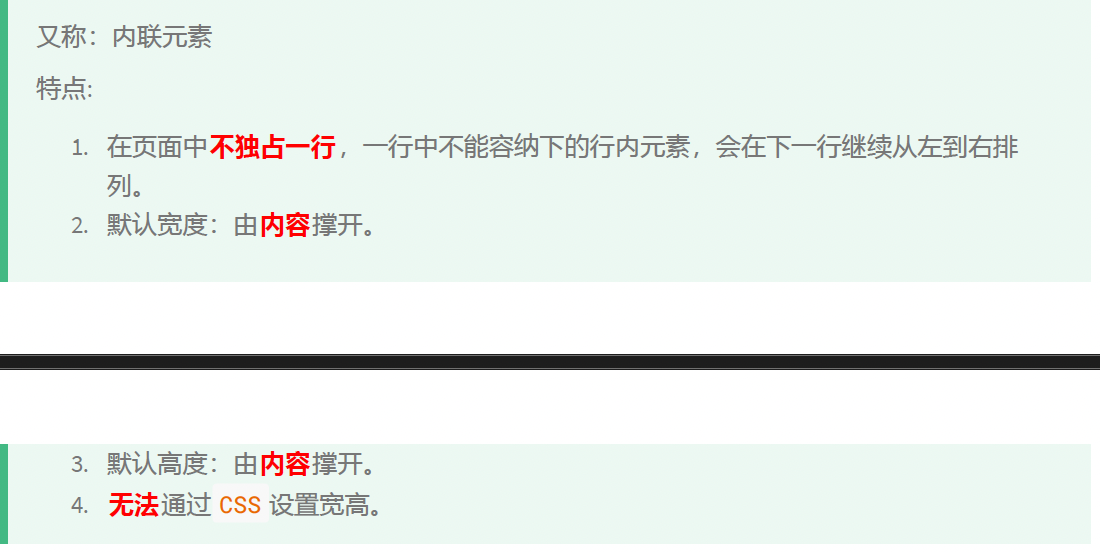 又称：内联元素
特点:
1. 在页面中不独占一行，一行中不能容纳下的行内元素，会在下一行继续从左到右排
列。
2. 默认宽度：由内容撑开。
3. 默认高度：由内容撑开。
4. 无法通过 CSS 设置宽高。